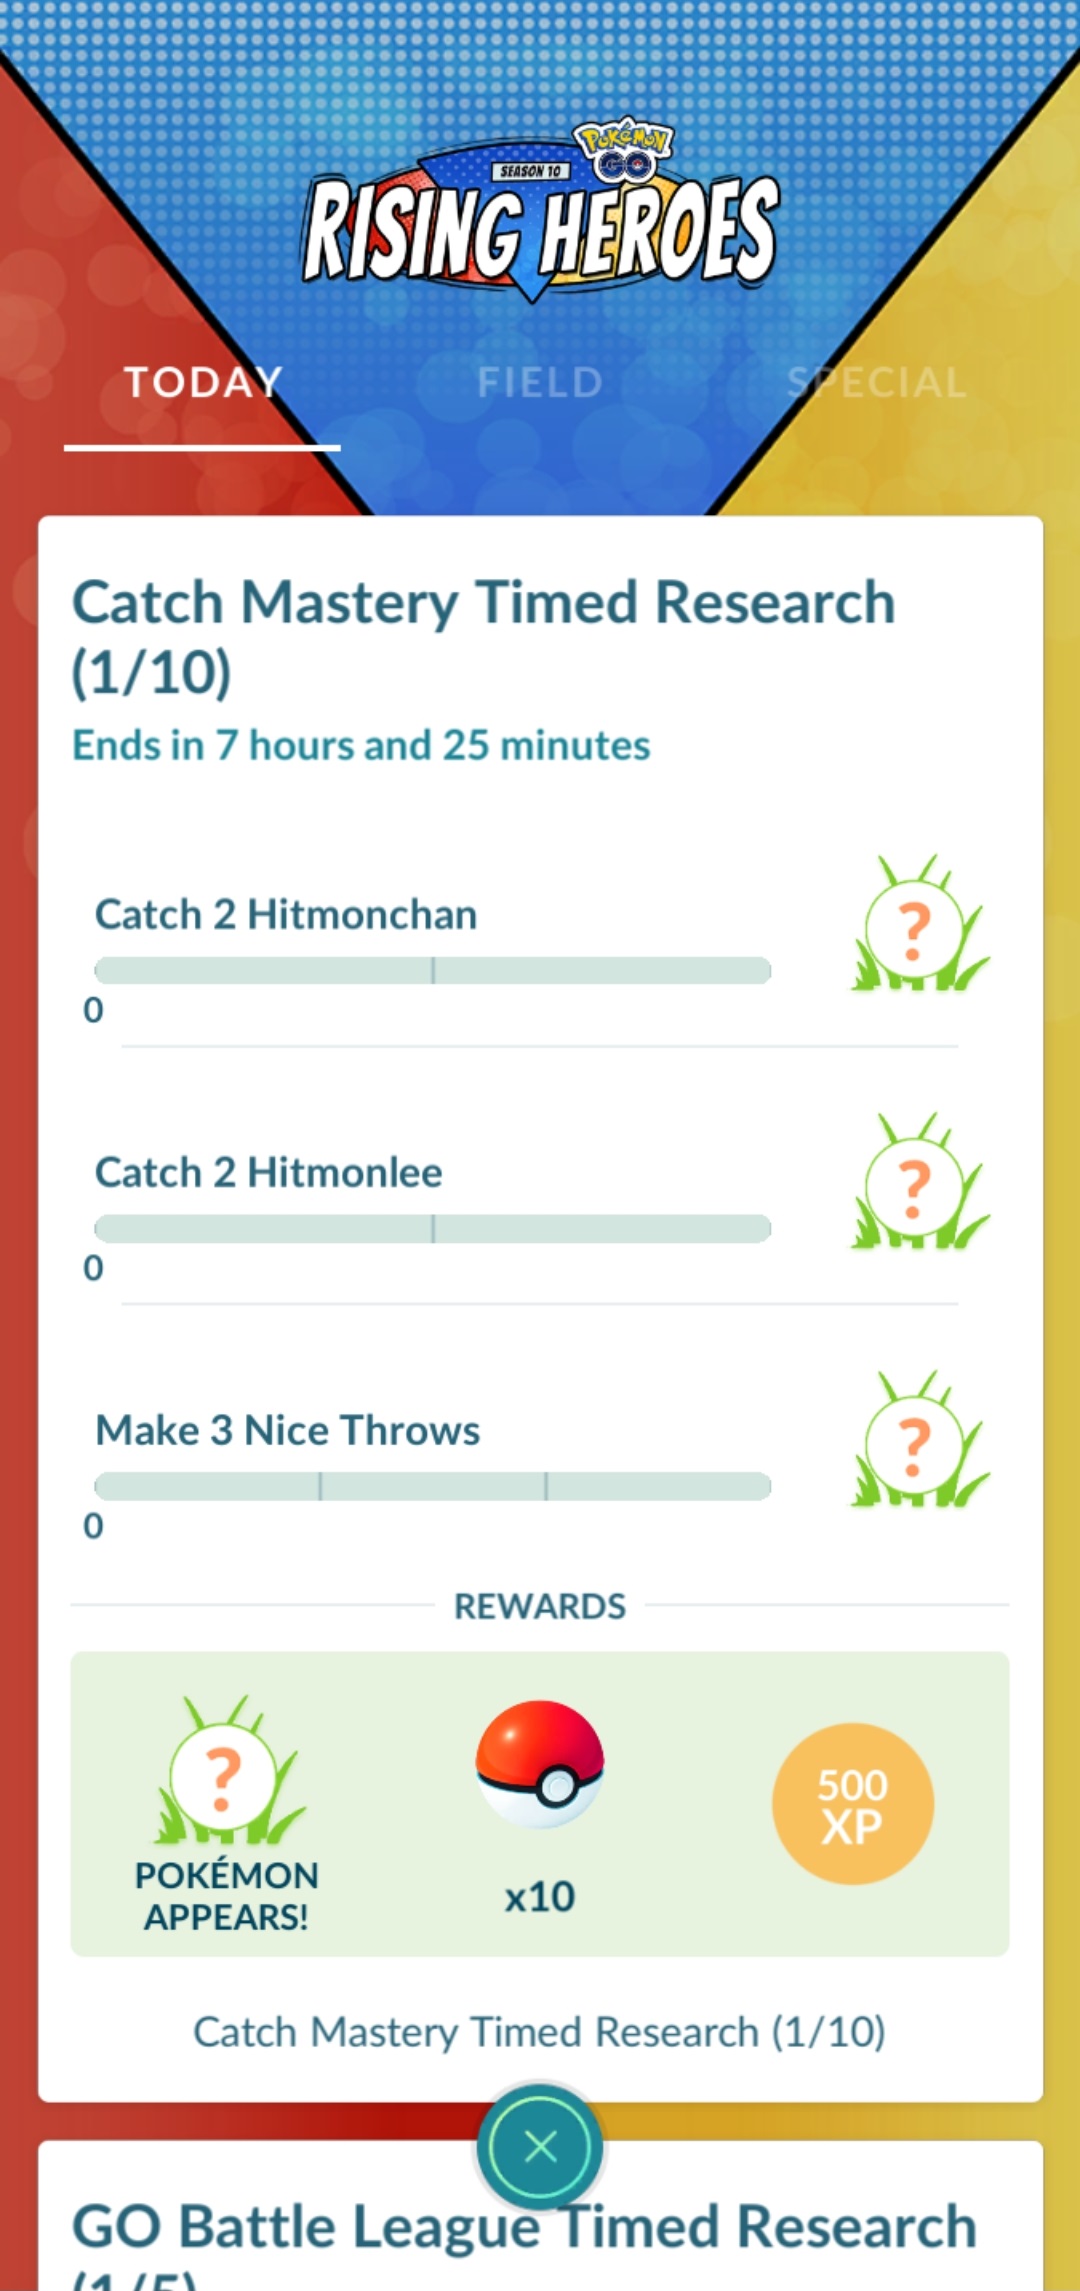 Pokémon
GO
SEASON 10
RISING HEROES
TODAY
FIELD
SPECIAL
Catch Mastery Timed Research
(1/10)
Ends in 7 hours and 25 minutes
Catch 2 Hitmonchan
?
0
Catch 2 Hitmonlee
?
0
Make 3 Nice Throws
?
0
REWARDS
?
POKÉMON
APPEARS!
x10
500
XP
Catch Mastery Timed Research (1/10)
GO Battle League Timed Research
(1/5)